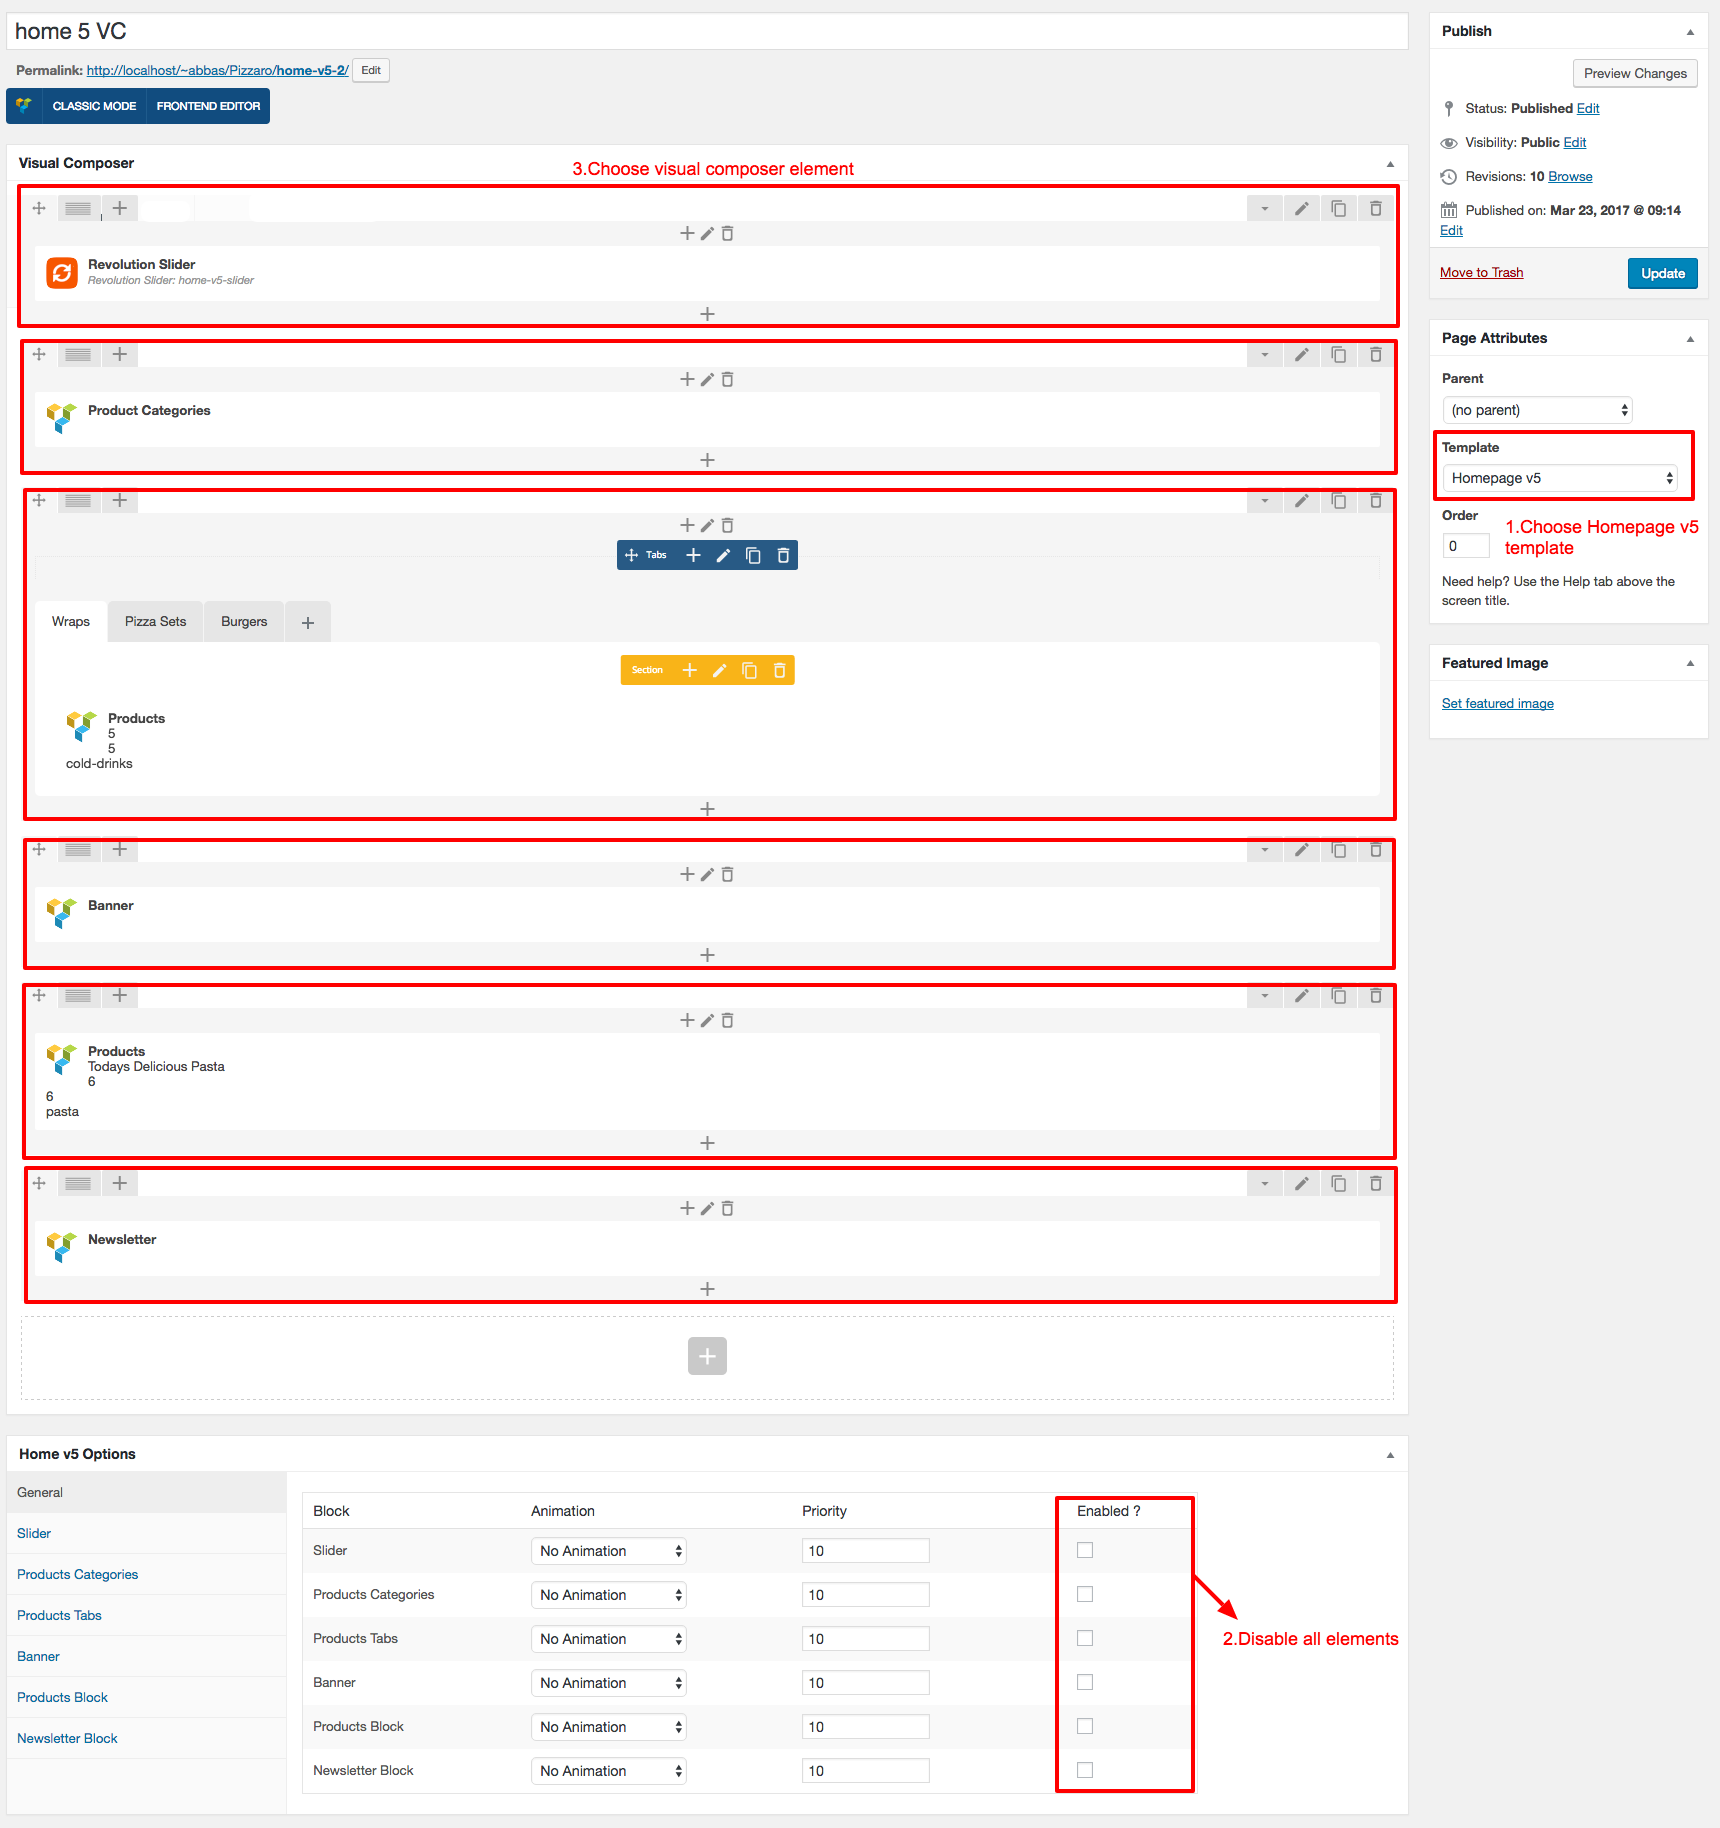 home 5 VC
Permalink: http://localhost/~abbas/Pizzaro/home-v5-2/ Edit
CLASSIC MODE FRONTEND EDITOR
Visual Composer
3.Choose visual composer element
Revolution Slider
Revolution Slider: home-v5-slider
Product Categories
Tabs
Wraps Pizza Sets Burgers
Section
Products
5
5
cold-drinks
Banner
Products
Todays Delicious Pasta
6
6
pasta
Newsletter
Home v5 Options
General
Slider
Products Categories
Products Tabs
Banner
Products Block
Newsletter Block
Block Animation Priority Enabled ?
Slider No Animation 10
Products Categories No Animation 10
Products Tabs No Animation 10
Banner No Animation 10
Products Block No Animation 10
Newsletter Block No Animation 10
2.Disable all elements
Publish
Preview Changes
Status: Published Edit
Visibility: Public Edit
Revisions: 10 Browse
Published on: Mar 23, 2017 @ 09:14
Edit
Move to Trash Update
Page Attributes
Parent
(no parent)
Template
Homepage v5
Order
0
1.Choose Homepage v5
template
Need help? Use the Help tab above the
screen title.
Featured Image
Set featured image